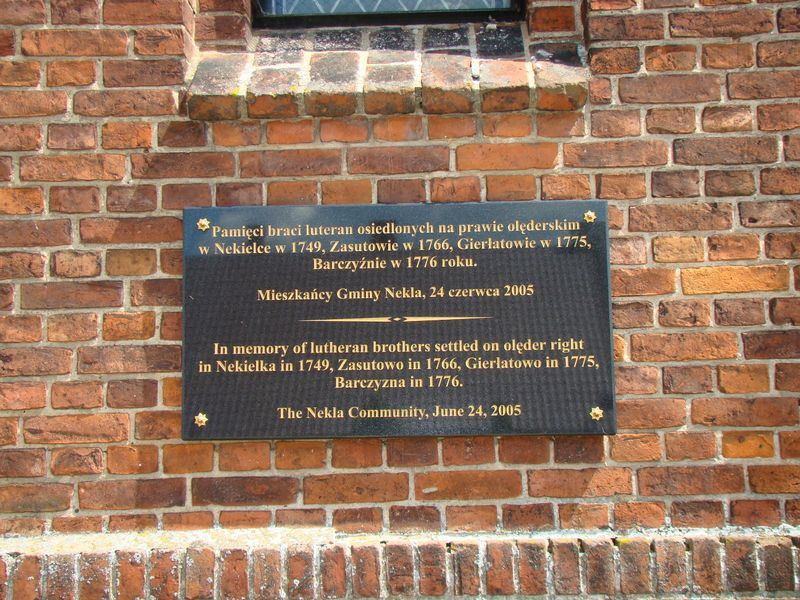 Pamięci braci luteran osiedlonych na prawie olęderskim
w Nekielce w 1749, Zasutowie w 1766, Gierłatowie w 1775,
Barczyźnie w 1776 roku.
Mieszkańcy Gminy Nekla, 24 czerwca 2005
In memory of lutheran brothers settled on olęder right
in Nekielka in 1749, Zasutowo in 1766, Gierłatowo in 1775,
Barczyzna in 1776.
The Nekla Community, June 24, 2005